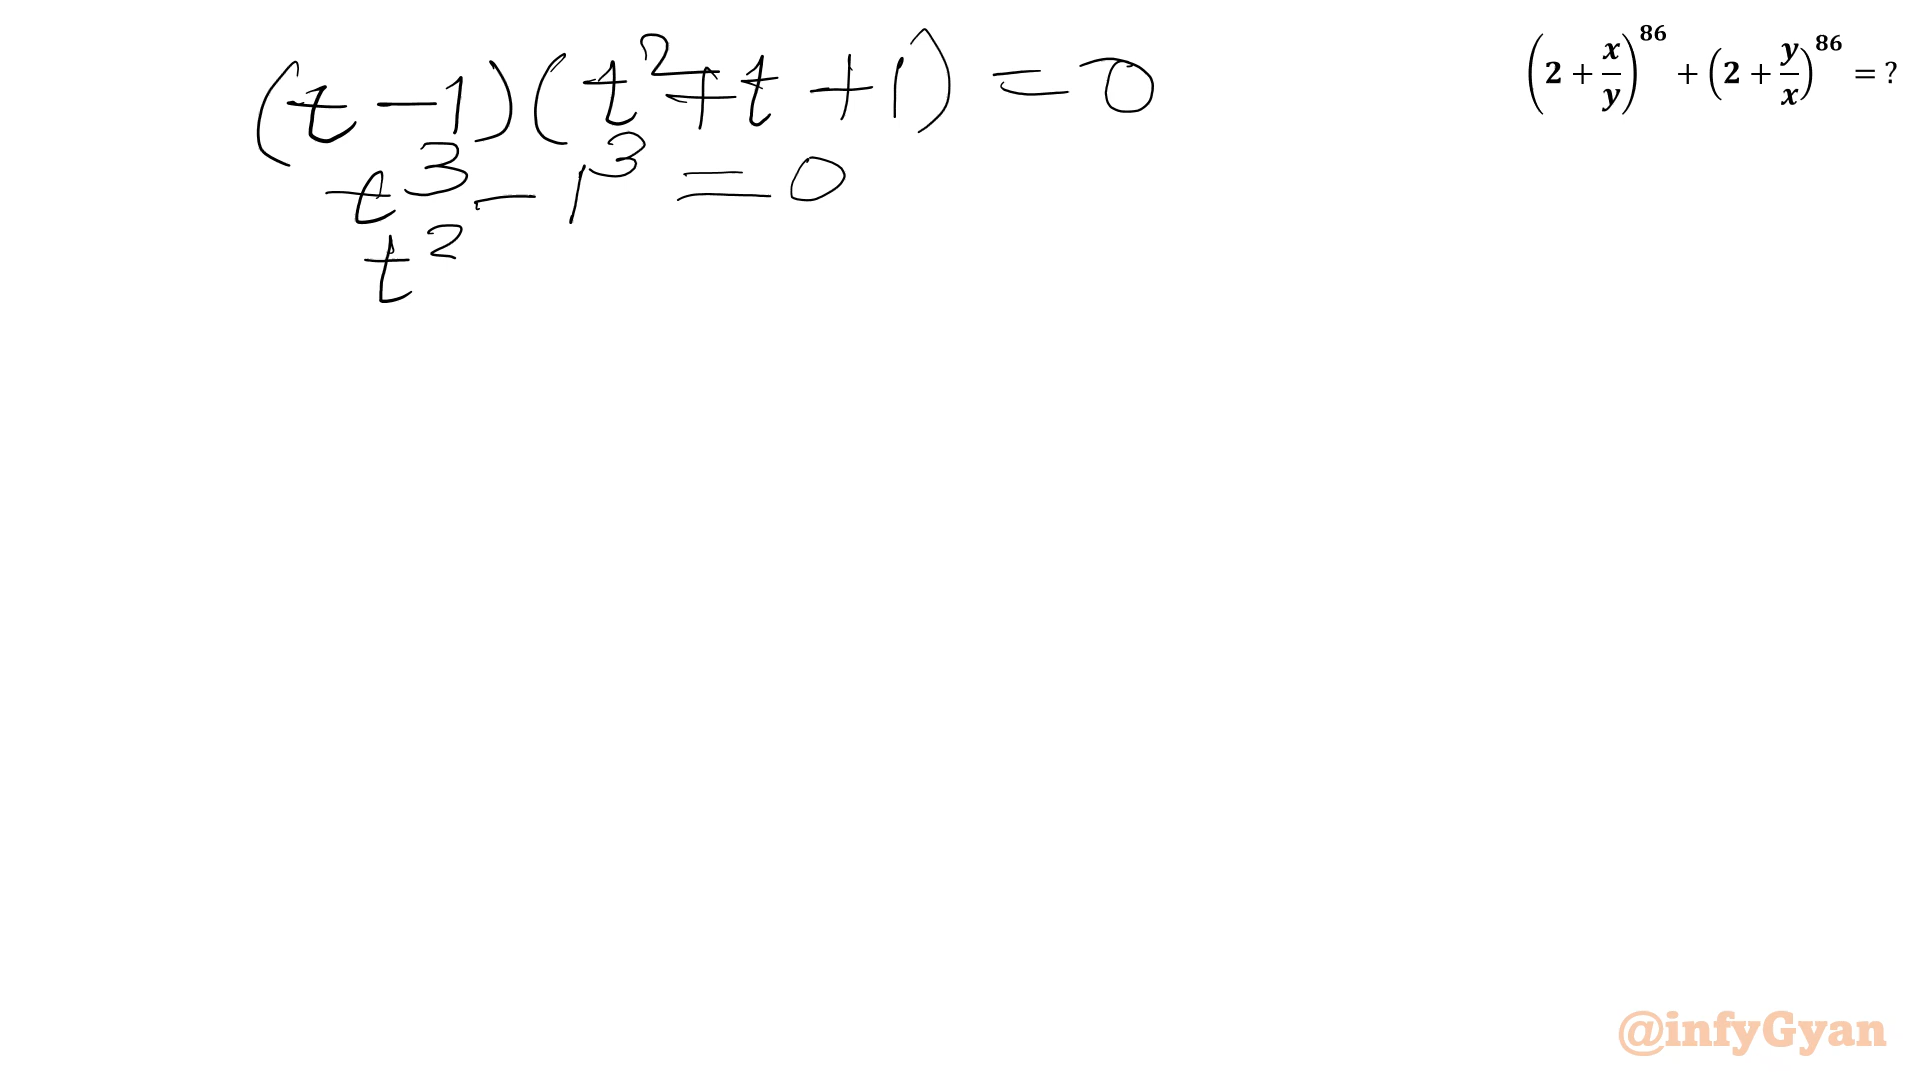 (t - 1)(t² + t + 1) = 0
t³ - 1³ = 0
t²
(2 + x/y)⁸⁶ + (2 + y/x)⁸⁶ = ?
@infyGyan